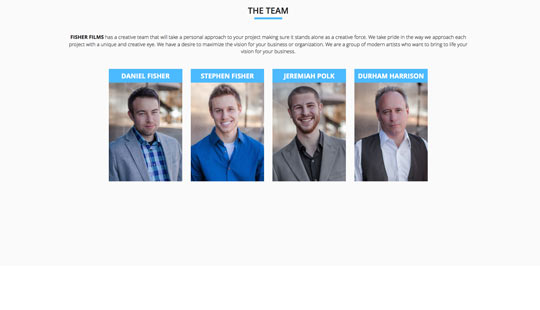 THE TEAM
FISHER FILMS has a creative team that will take a personal approach to your project making sure it stands alone as a creative force. We take pride in the way we approach each
project with a unique and creative eye. We have a desire to maximize the vision for your business or organization. We are a group of modern artists who want to bring to life your
vision for your business.
DANIEL FISHER
STEPHEN FISHER
JEREMIAH POLK
DURHAM HARRISON